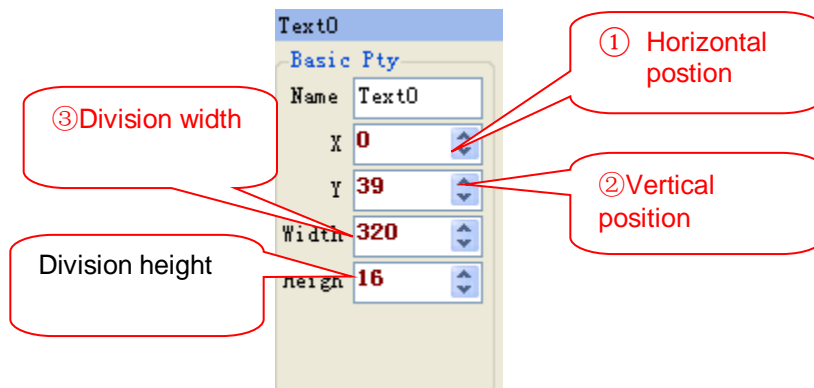 Text0
Basic Pty
Name Text0
X 0
Y 39
Width 320
Heigh 16
① Horizontal
postion
②Vertical
position
③Division width
Division height